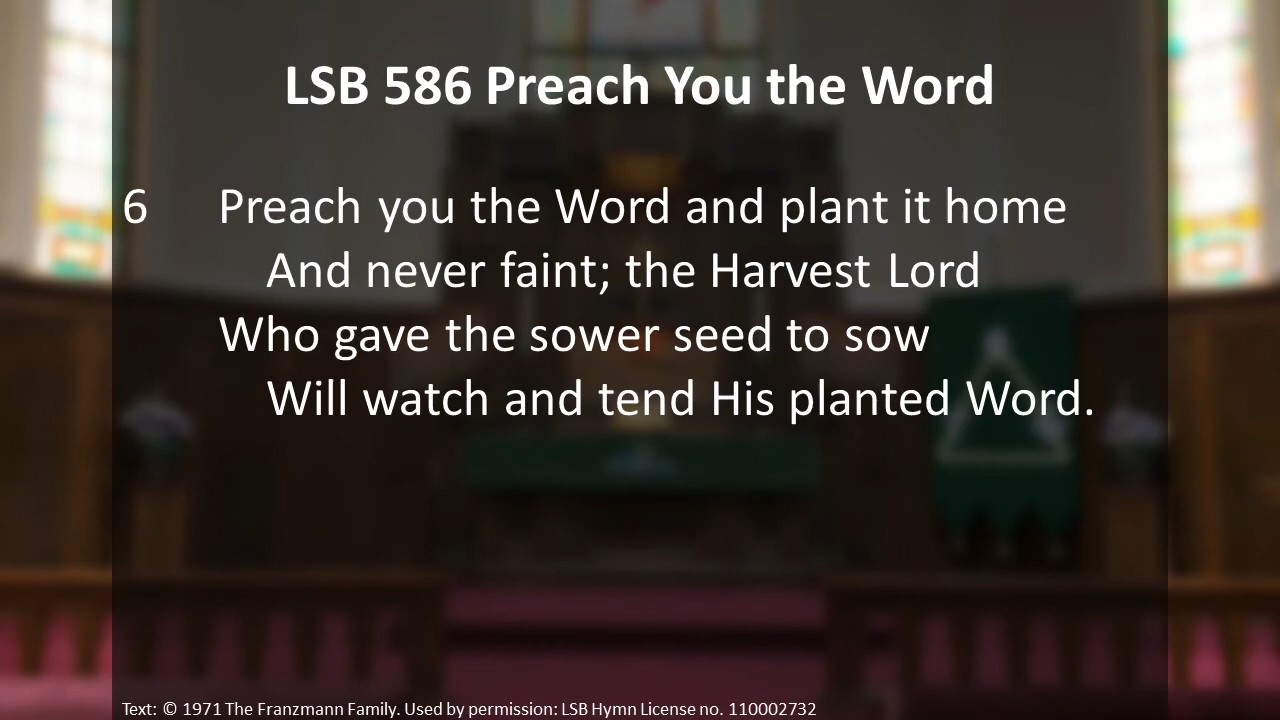 LSB 586 Preach You the Word
6 Preach you the Word and plant it home
And never faint; the Harvest Lord
Who gave the sower seed to sow
Will watch and tend His planted Word.
Text: © 1971 The Franzmann Family. Used by permission: LSB Hymn License no. 110002732